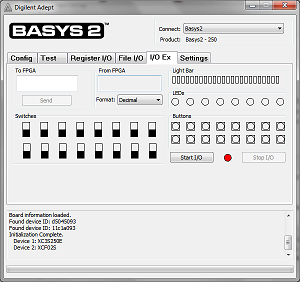 Digilent Adept
BASYS 2™
Connect: Basys2
Product: Basys2 - 250
Config Test Register I/O File I/O I/O Ex Settings
To FPGA
From FPGA
Light Bar
Send
Format: Decimal
LEDs
Switches
Buttons
Start I/O
Stop I/O
Board information loaded.
Found device ID: d5045093
Found device ID: 11c1a093
Initialization Complete.
Device 1: XC3S250E
Device 2: XCF02S